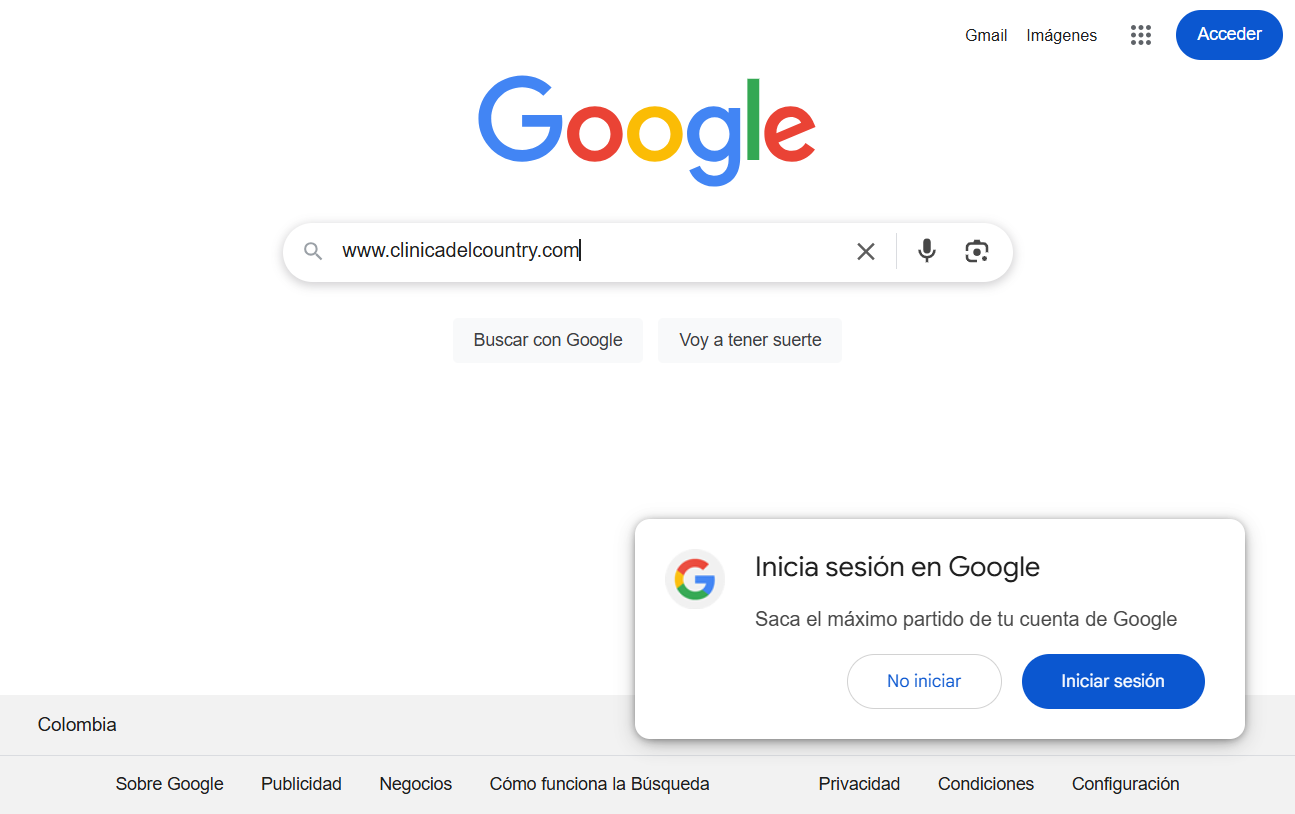 Gmail Imágenes Acceder
Google
www.clinicadelcountry.com
Buscar con Google Voy a tener suerte
Inicia sesión en Google
Saca el máximo partido de tu cuenta de Google
No iniciar Iniciar sesión
Colombia
Sobre Google Publicidad Negocios Cómo funciona la Búsqueda Privacidad Condiciones Configuración